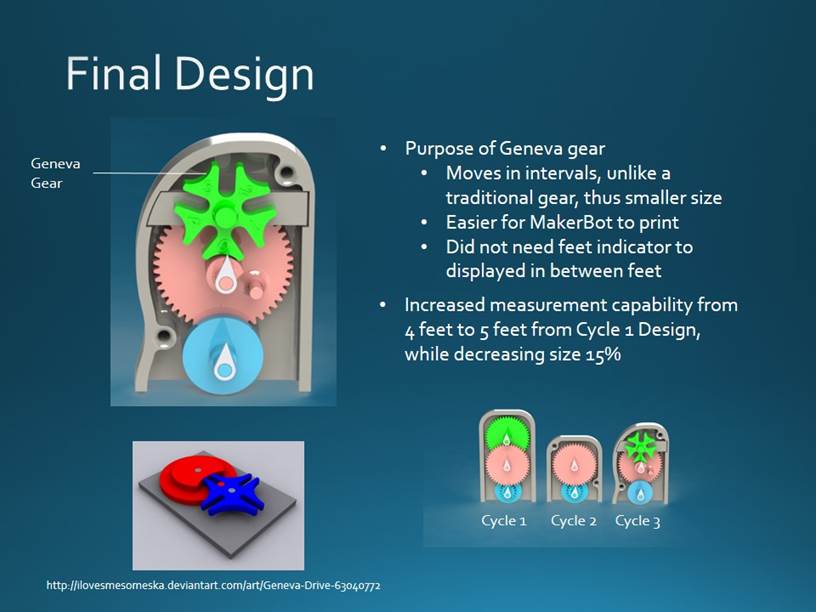 Final Design
Geneva
Gear
• Purpose of Geneva gear
• Moves in intervals, unlike a
traditional gear, thus smaller size
• Easier for MakerBot to print
• Did not need feet indicator to
displayed in between feet
• Increased measurement capability from
4 feet to 5 feet from Cycle 1 Design,
while decreasing size 15%
Cycle 1 Cycle 2 Cycle 3
http://ilovesmesomeska.deviantart.com/art/Geneva-Drive-63040772